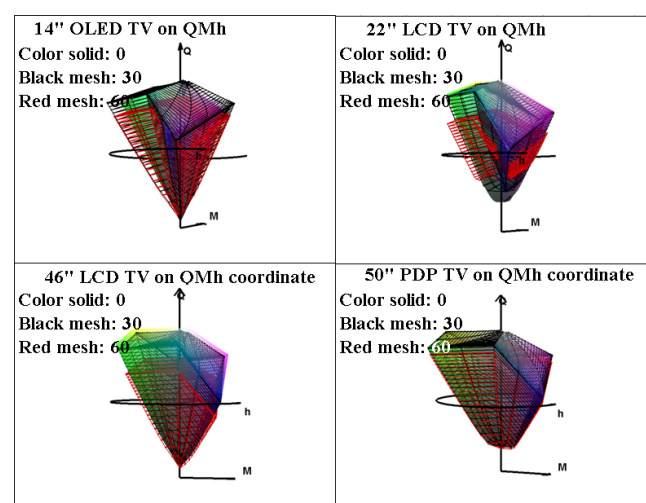 14" OLED TV on QMh
Color solid: 0
Black mesh: 30
Red mesh: 60
Q
h
M
22" LCD TV on QMh
Color solid: 0
Black mesh: 30
Red mesh: 60
Q
h
M
46" LCD TV on QMh coordinate
Color solid: 0
Black mesh: 30
Red mesh: 60
Q
h
M
50" PDP TV on QMh coordinate
Color solid: 0
Black mesh: 30
Red mesh: 60
Q
h
M